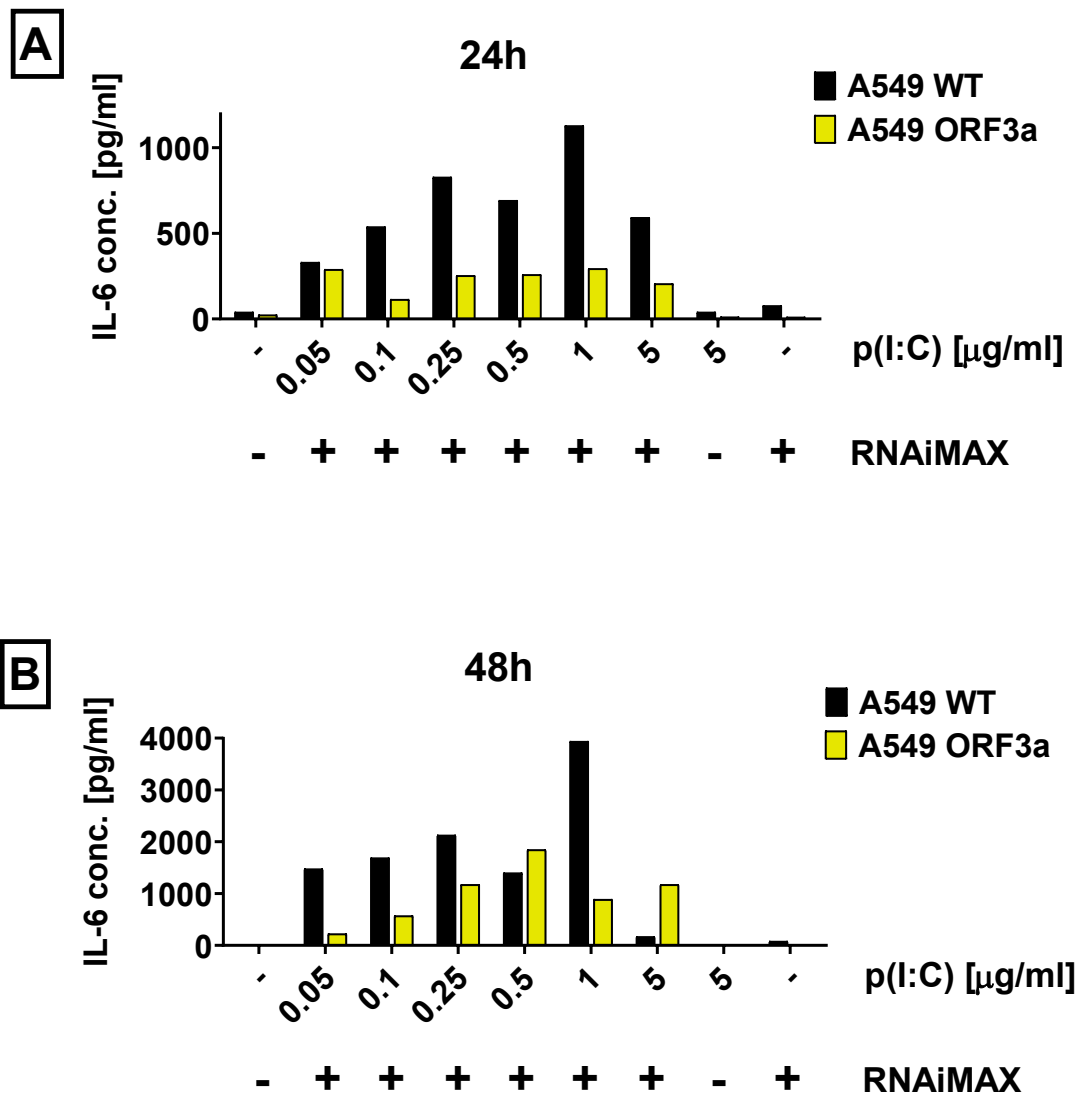 A
24h
A549 WT
A549 ORF3a
IL-6 conc. [pg/ml]
1000
500
0
- 0.05 0.1 0.25 0.5 1 5 5 - p(I:C) [μg/ml]
- + + + + + + - + RNAiMAX
B
48h
A549 WT
A549 ORF3a
IL-6 conc. [pg/ml]
4000
3000
2000
1000
0
- 0.05 0.1 0.25 0.5 1 5 5 - p(I:C) [μg/ml]
- + + + + + + - + RNAiMAX